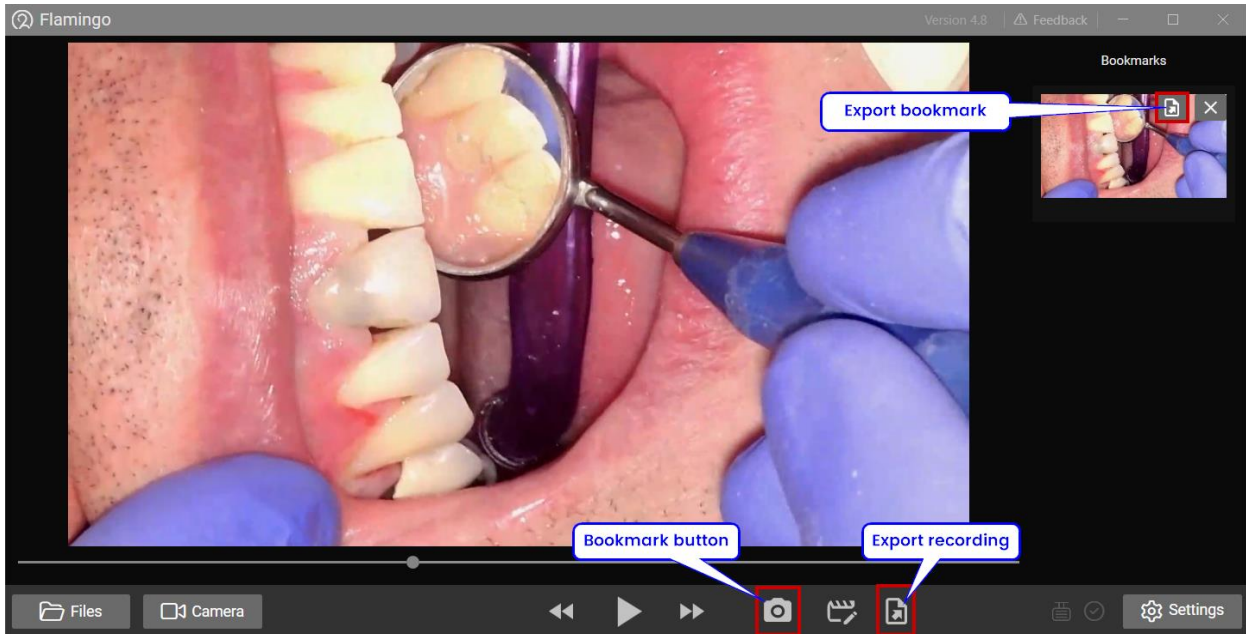 Flamingo
Version 4.8
Feedback
Bookmarks
Export bookmark
Bookmark button
Export recording
Files
Camera
Settings